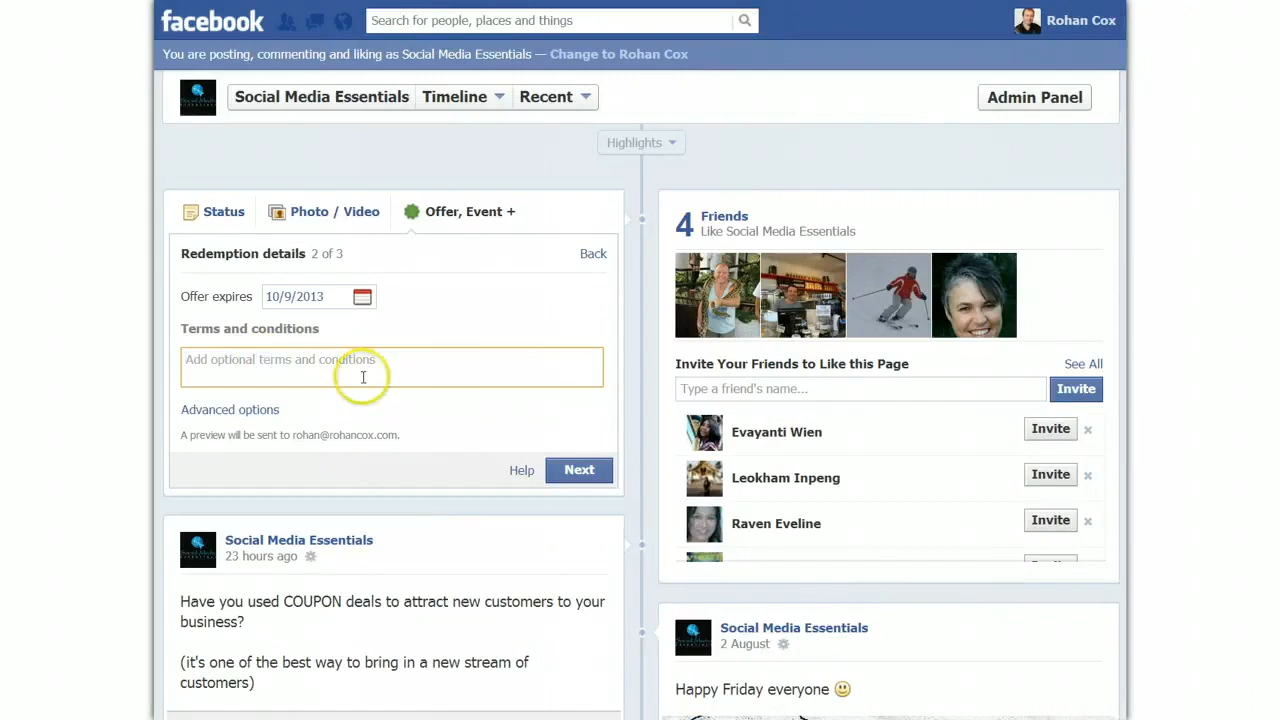 facebook
Search for people, places and things
Rohan Cox
You are posting, commenting and liking as Social Media Essentials — Change to Rohan Cox
Social Media Essentials
Timeline
Recent
Admin Panel
Highlights
Status
Photo / Video
Offer, Event +
Redemption details 2 of 3
Back
Offer expires
10/9/2013
Terms and conditions
Add optional terms and conditions
Advanced options
A preview will be sent to rohan@rohancox.com.
Help
Next
Social Media Essentials
23 hours ago
Have you used COUPON deals to attract new customers to your
business?
(it's one of the best way to bring in a new stream of
customers)
4 Friends
Like Social Media Essentials
Invite Your Friends to Like this Page
See All
Type a friend's name...
Invite
Evayanti Wien
Invite
Leokham Inpeng
Invite
Raven Eveline
Invite
Social Media Essentials
2 August
Happy Friday everyone